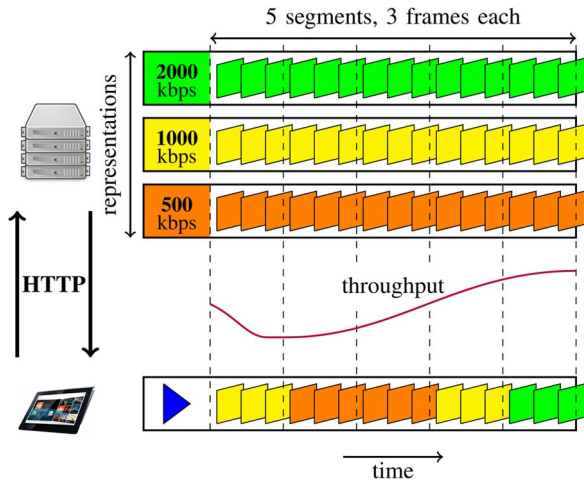 5 segments, 3 frames each
representations
2000
kbps
1000
kbps
500
kbps
HTTP
throughput
time